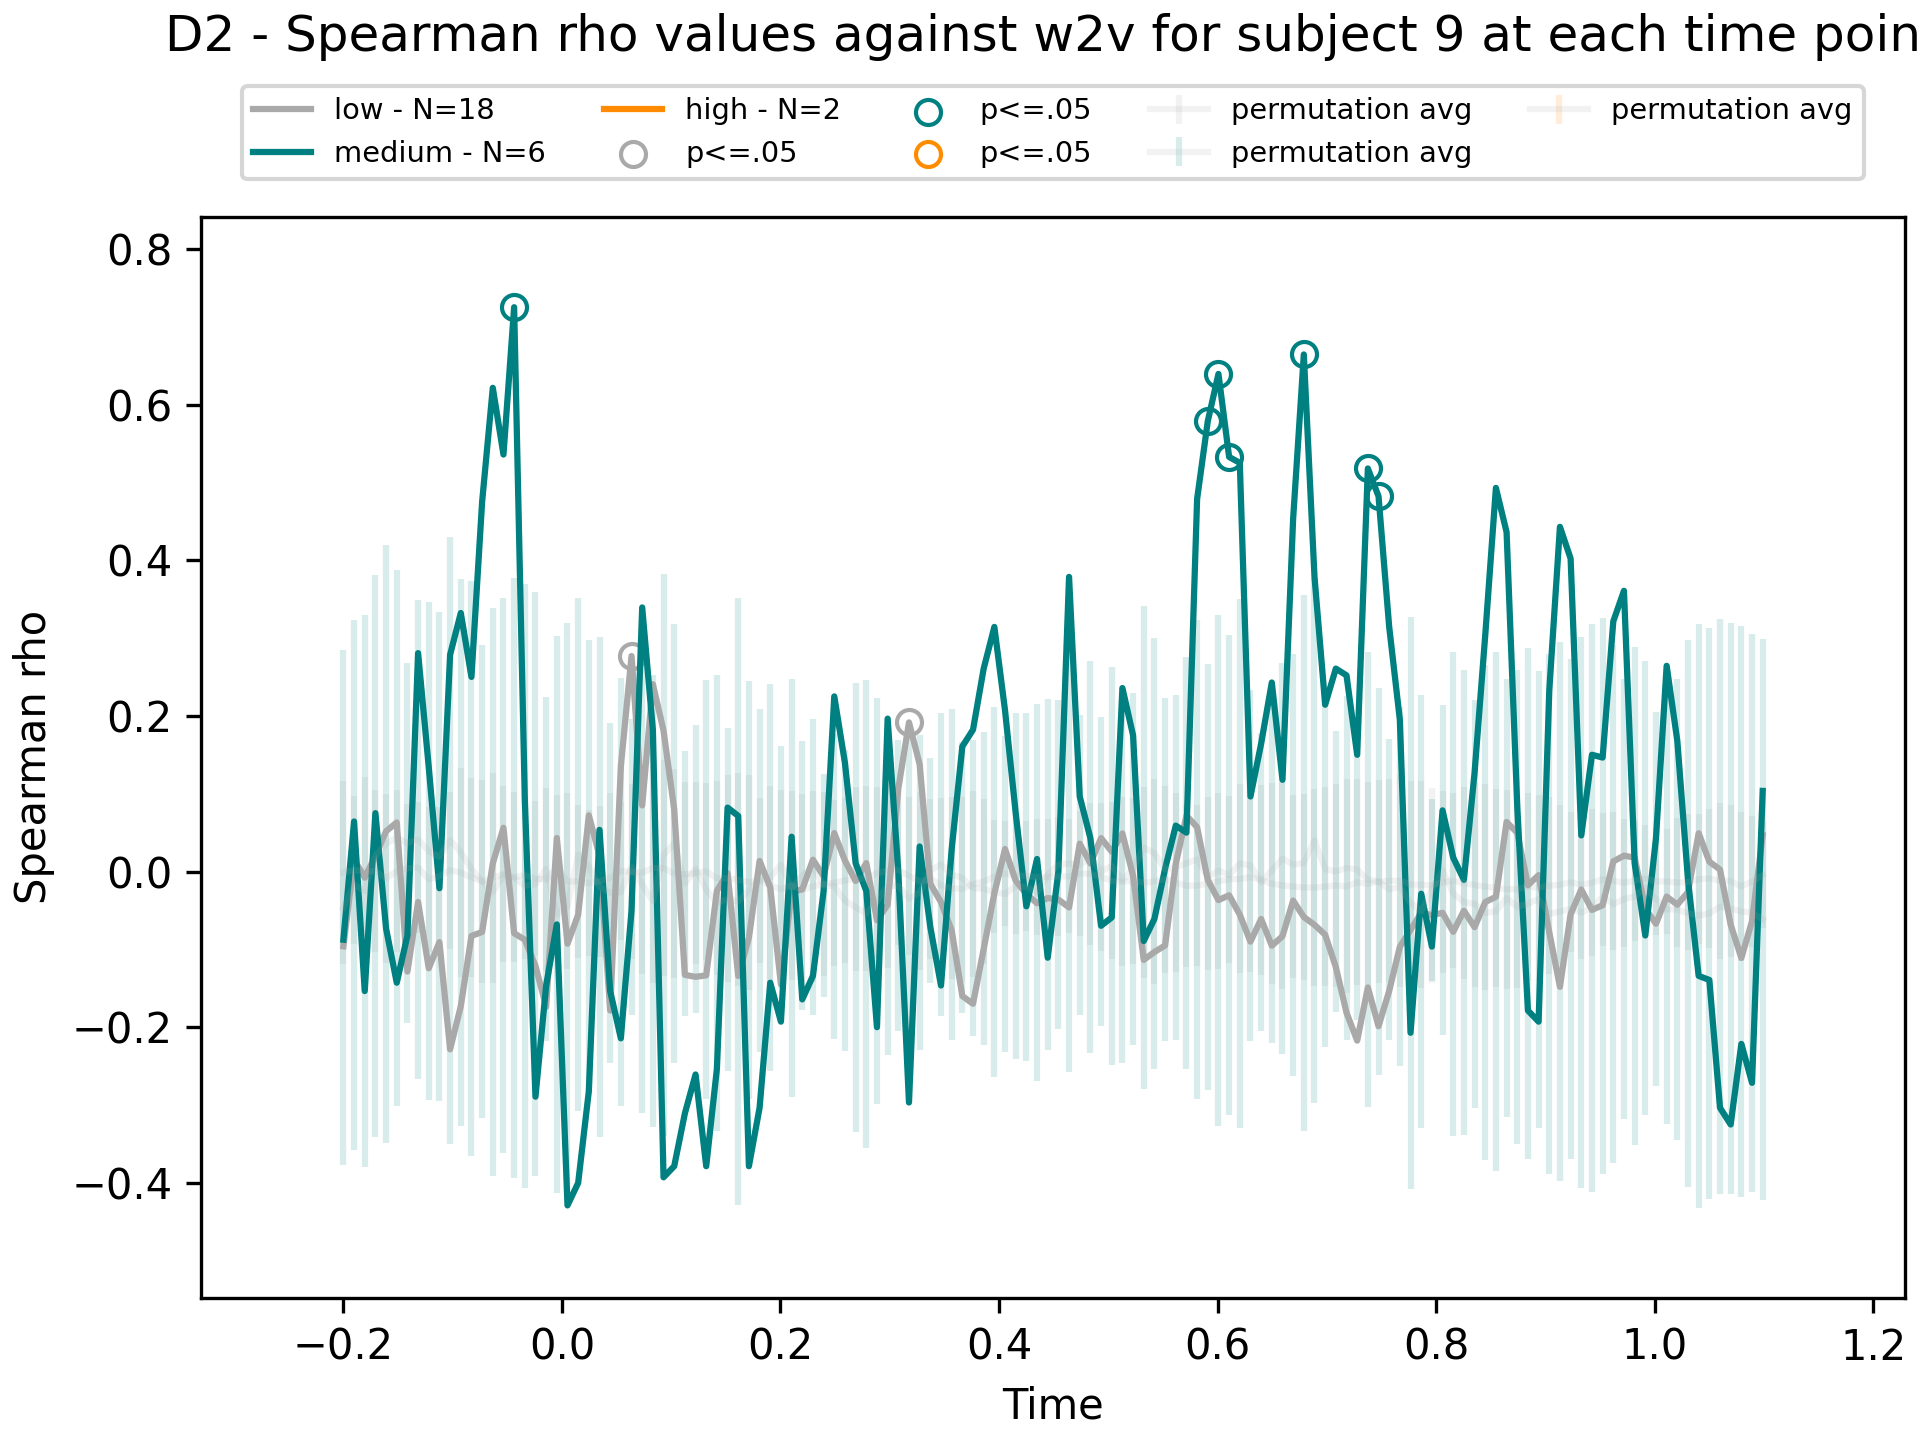 D2 - Spearman rho values against w2v for subject 9 at each time poin
low - N=18 high - N=2 p<=.05 permutation avg permutation avg
medium - N=6 p<=.05 p<=.05 permutation avg
0.8
0.6
0.4
0.2
0.0
−0.2
−0.4
Spearman rho
−0.2 0.0 0.2 0.4 0.6 0.8 1.0 1.2
Time